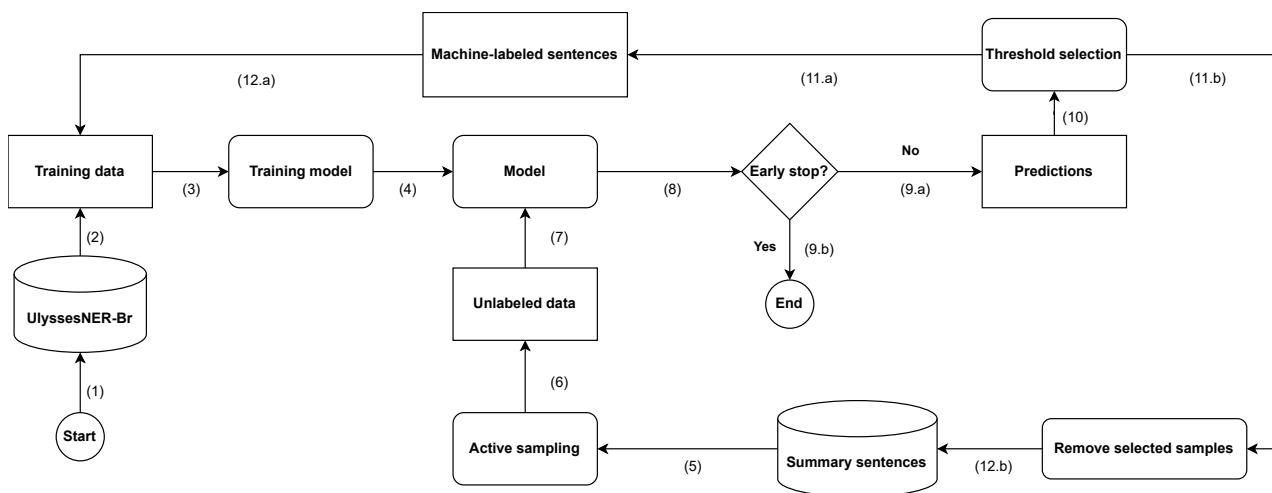 Machine-labeled sentences
Threshold selection
(12.a)
(11.a)
(11.b)
(10)
Training data
(3)
Training model
(4)
Model
(8)
Early stop?
No
(9.a)
Predictions
(2)
(7)
Yes
(9.b)
UlyssesNER-Br
Unlabeled data
End
(1)
(6)
Start
Active sampling
(5)
Summary sentences
(12.b)
Remove selected samples